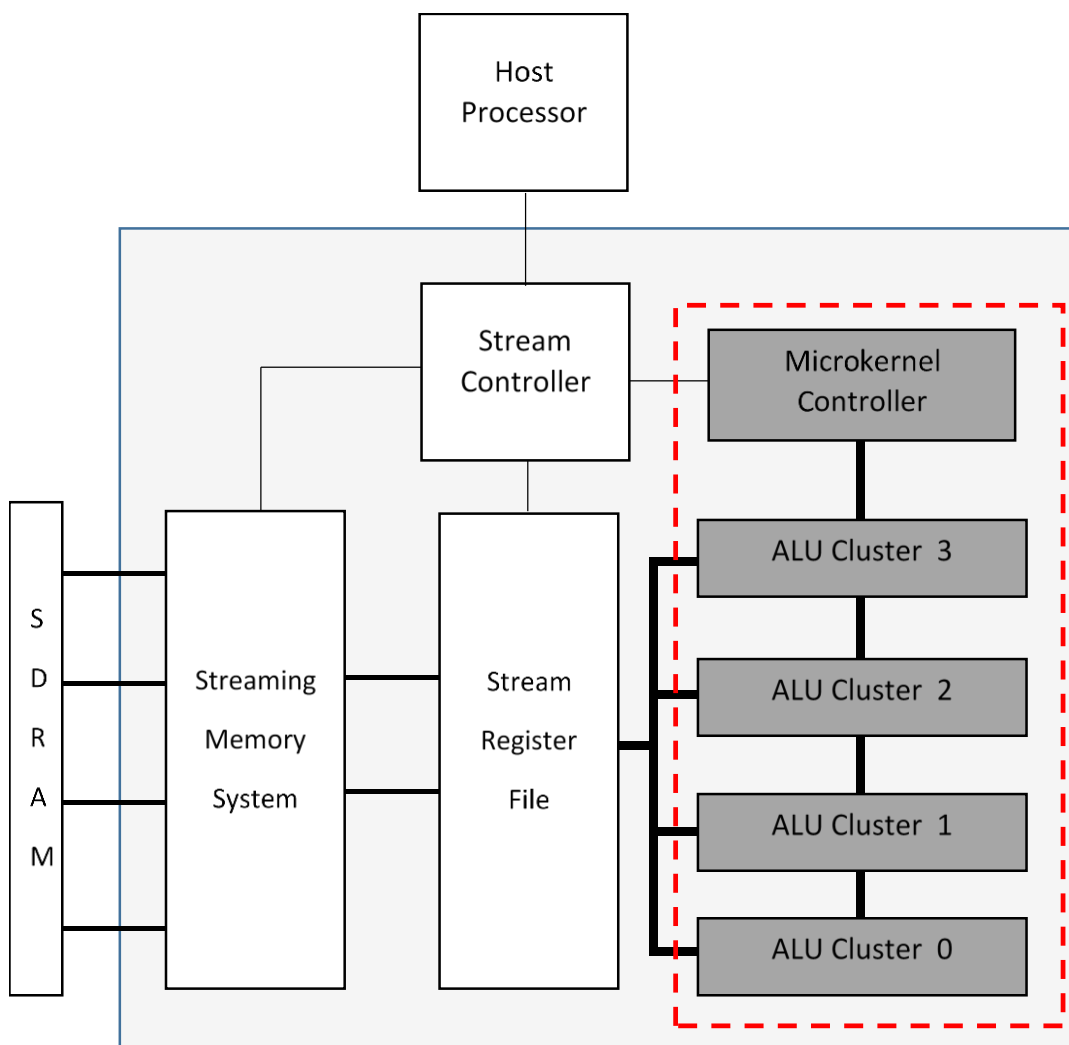 Host
Processor
Stream
Controller
Microkernel
Controller
ALU Cluster 3
S
D
R
A
M
Streaming
Memory
System
Stream
Register
File
ALU Cluster 2
ALU Cluster 1
ALU Cluster 0